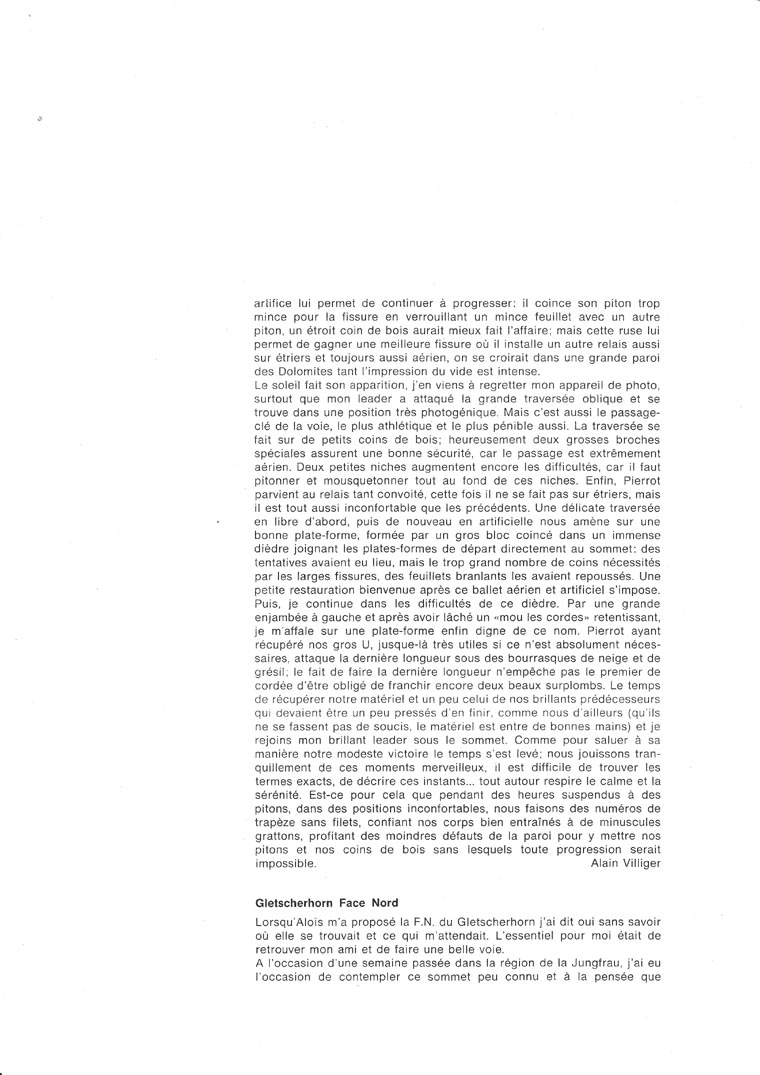 artifice lui permet de continuer à progresser: il coince son piton trop
mince pour la fissure en verrouillant un mince feuillet avec un autre
piton, un étroit coin de bois aurait mieux fait l'affaire; mais cette ruse lui
permet de gagner une meilleure fissure où il installe un autre relais aussi
sur étriers et toujours aussi aérien, on se croirait dans une grande paroi
des Dolomites tant l'impression du vide est intense.
Le soleil fait son apparition, j'en viens à regretter mon appareil de photo,
surtout que mon leader a attaqué la grande traversée oblique et se
trouve dans une position très photogénique. Mais c'est aussi le passage-
clé de la voie, le plus athlétique et le plus pénible aussi. La traversée se
fait sur de petits coins de bois; heureusement deux grosses broches
spéciales assurent une bonne sécurité, car le passage est extrêmement
aérien. Deux petites niches augmentent encore les difficultés, car il faut
pitonner et mousquetonner tout au fond de ces niches. Enfin, Pierrot
parvient au relais tant convoité, cette fois il ne se fait pas sur étriers, mais
il est tout aussi inconfortable que les précédents. Une délicate traversée
en libre d'abord, puis de nouveau en artificielle nous amène sur une
bonne plate-forme, formée par un gros bloc coincé dans un immense
dièdre joignant les plates-formes de départ directement au sommet: des
tentatives avaient eu lieu, mais le trop grand nombre de coins nécessités
par les larges fissures, des feuillets branlants les avaient repoussés. Une
petite restauration bienvenue après ce ballet aérien et artificiel s'impose.
Puis, je continue dans les difficultés de ce dièdre. Par une grande
enjambée à gauche et après avoir lâché un «mou les cordes» retentissant,
je m'affale sur une plate-forme enfin digne de ce nom. Pierrot ayant
récupéré nos gros U, jusque-là très utiles si ce n'est absolument néces-
saires, attaque la dernière longueur sous des bourrasques de neige et de
grésil; le fait de faire la dernière longueur n'empêche pas le premier de
cordée d'être obligé de franchir encore deux beaux surplombs. Le temps
de récupérer notre matériel et un peu celui de nos brillants prédécesseurs
qui devaient être un peu pressés d'en finir, comme nous d'ailleurs (qu'ils
ne se fassent pas de soucis, le matériel est entre de bonnes mains) et je
rejoins mon brillant leader sous le sommet. Comme pour saluer à sa
manière notre modeste victoire le temps s'est levé; nous jouissons tran-
quillement de ces moments merveilleux, il est difficile de trouver les
termes exacts, de décrire ces instants... tout autour respire le calme et la
sérénité. Est-ce pour cela que pendant des heures suspendus à des
pitons, dans des positions inconfortables, nous faisons des numéros de
trapèze sans filets, confiant nos corps bien entraînés à de minuscules
grattons, profitant des moindres défauts de la paroi pour y mettre nos
pitons et nos coins de bois sans lesquels toute progression serait
impossible. Alain Villiger
Gletscherhorn Face Nord
Lorsqu'Aloïs m'a proposé la F.N. du Gletscherhorn j'ai dit oui sans savoir
où elle se trouvait et ce qui m'attendait. L'essentiel pour moi était de
retrouver mon ami et de faire une belle voie.
A l'occasion d'une semaine passée dans la région de la Jungfrau, j'ai eu
l'occasion de contempler ce sommet peu connu et à la pensée que